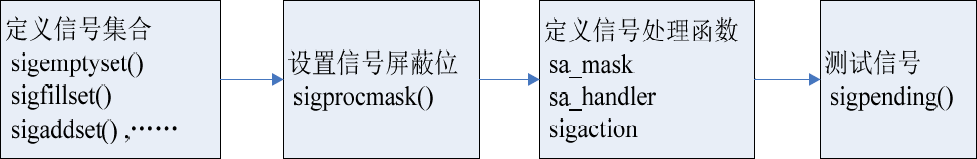 定义信号集合
sigemptyset()
sigfillset()
sigaddset() ,……
设置信号屏蔽位
sigprocmask()
定义信号处理函数
sa_mask
sa_handler
sigaction
测试信号
sigpending()